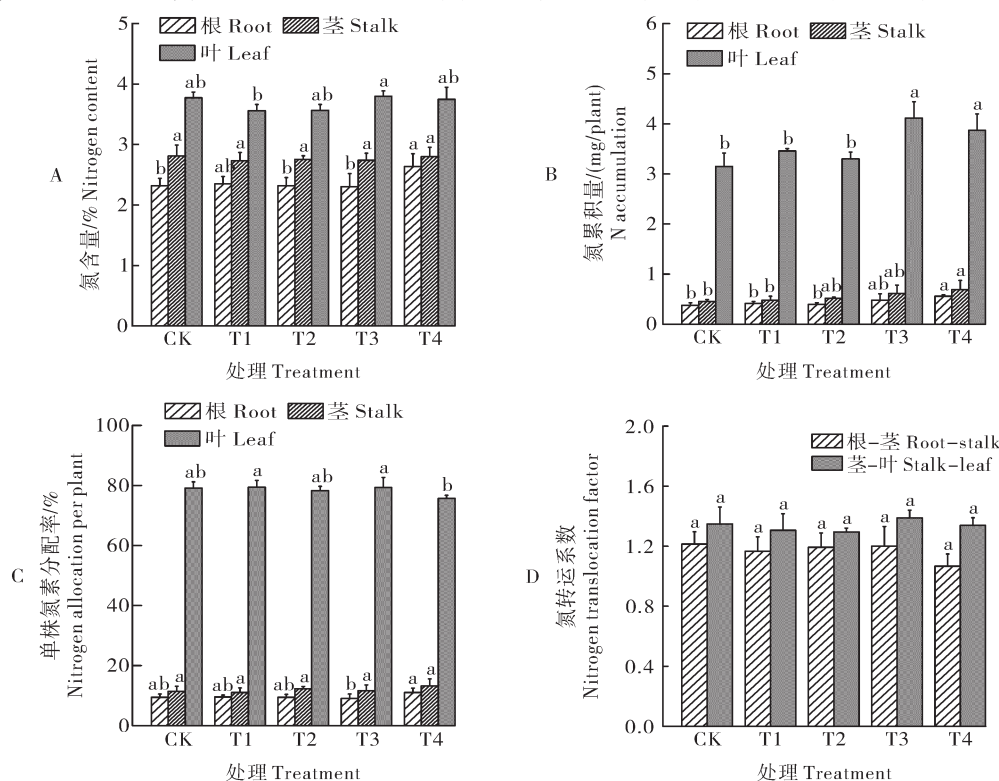 根 Root 茎 Stalk
叶 Leaf
A
氮含量/% Nitrogen content
5
4
3
2
1
0
b a ab
ab a b
b a ab
b a a
a a ab
CK T1 T2 T3 T4
处理 Treatment
根 Root 茎 Stalk
叶 Leaf
B
氮累积量/(mg/plant)
N accumulation
6
5
4
3
2
1
0
b b b
b b b
b ab b
ab ab a
a a a
CK T1 T2 T3 T4
处理 Treatment
根 Root 茎 Stalk
叶 Leaf
C
单株氮素分配率/%
Nitrogen allocation per plant
100
80
60
40
20
0
ab a ab
ab a a
ab a ab
b a a
a a b
CK T1 T2 T3 T4
处理 Treatment
根-茎 Root-stalk
茎-叶 Stalk-leaf
D
氮转运系数
Nitrogen translocation factor
2.0
1.6
1.2
0.8
0.4
0.0
a a
a a
a a
a a
a a
CK T1 T2 T3 T4
处理 Treatment